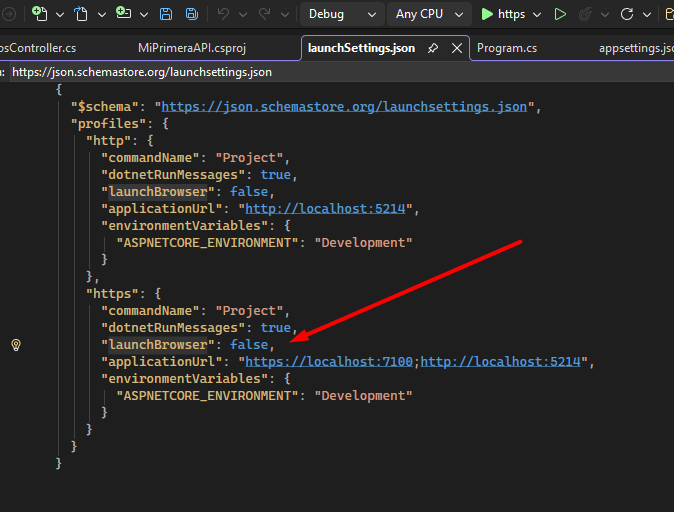 Debug Any CPU https
osController.cs MiPrimeraAPI.csproj launchSettings.json Program.cs appsettings.jso
a: https://json.schemastore.org/launchsettings.json
{
"$schema": "https://json.schemastore.org/launchsettings.json",
"profiles": {
"http": {
"commandName": "Project",
"dotnetRunMessages": true,
"launchBrowser": false,
"applicationUrl": "http://localhost:5214",
"environmentVariables": {
"ASPNETCORE_ENVIRONMENT": "Development"
}
},
"https": {
"commandName": "Project",
"dotnetRunMessages": true,
"launchBrowser": false,
"applicationUrl": "https://localhost:7100;http://localhost:5214",
"environmentVariables": {
"ASPNETCORE_ENVIRONMENT": "Development"
}
}
}
}